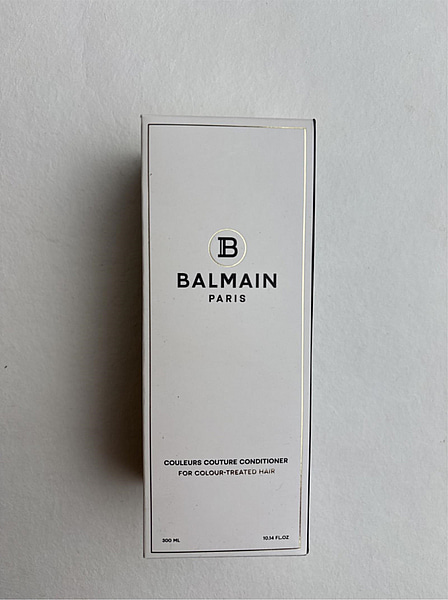 B
BALMAIN
PARIS
COULEURS COUTURE CONDITIONER
FOR COLOUR-TREATED HAIR
300 ML 10.14 FL.OZ